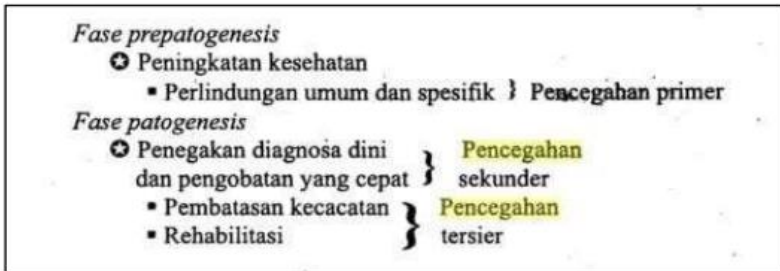 Fase prepatogenesis
✪ Peningkatan kesehatan
▪ Perlindungan umum dan spesifik } Pencegahan primer
Fase patogenesis
✪ Penegakan diagnosa dini } Pencegahan
dan pengobatan yang cepat sekunder
▪ Pembatasan kecacatan } Pencegahan
▪ Rehabilitasi tersier